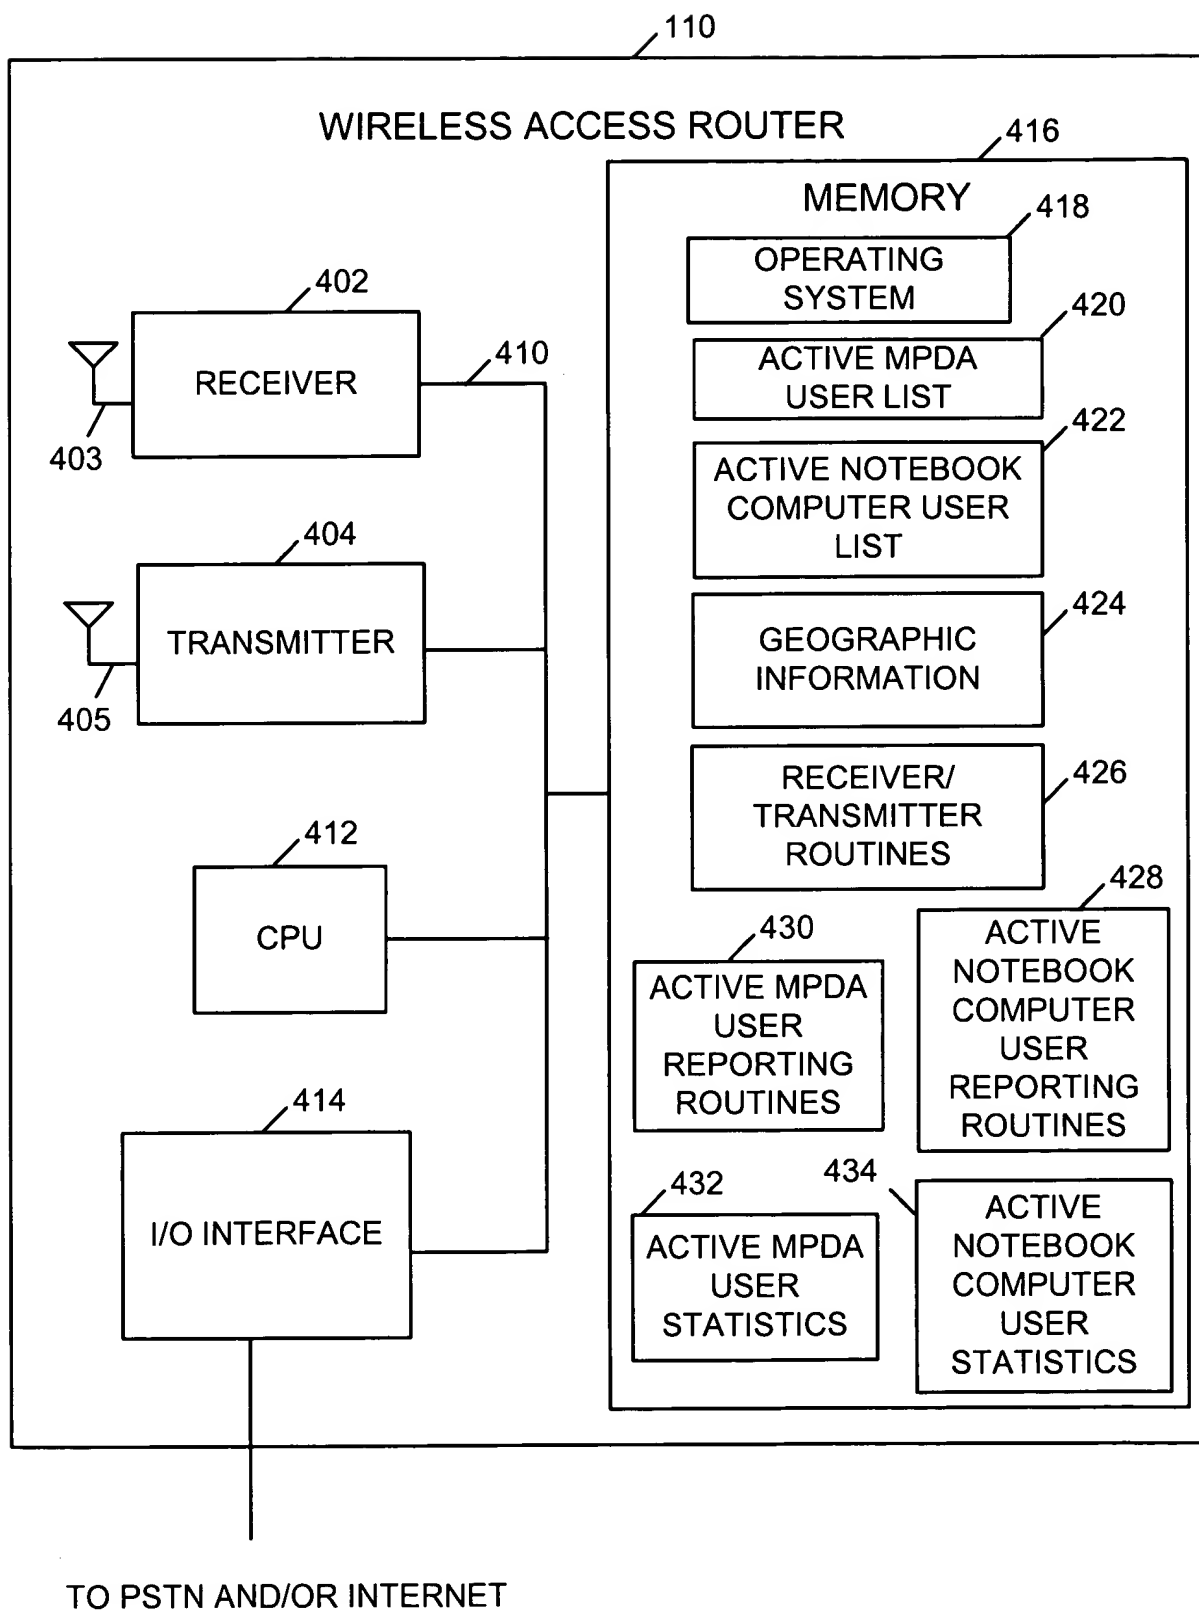 110
WIRELESS ACCESS ROUTER
416
MEMORY
418
OPERATING
SYSTEM
402
420
RECEIVER
410
ACTIVE MPDA
USER LIST
403
422
ACTIVE NOTEBOOK
COMPUTER USER
LIST
404
TRANSMITTER
424
GEOGRAPHIC
INFORMATION
405
426
RECEIVER/
TRANSMITTER
ROUTINES
412
CPU
428
ACTIVE
NOTEBOOK
COMPUTER
USER
REPORTING
ROUTINES
430
ACTIVE MPDA
USER
REPORTING
ROUTINES
414
I/O INTERFACE
432
ACTIVE MPDA
USER
STATISTICS
434
ACTIVE
NOTEBOOK
COMPUTER
USER
STATISTICS
TO PSTN AND/OR INTERNET